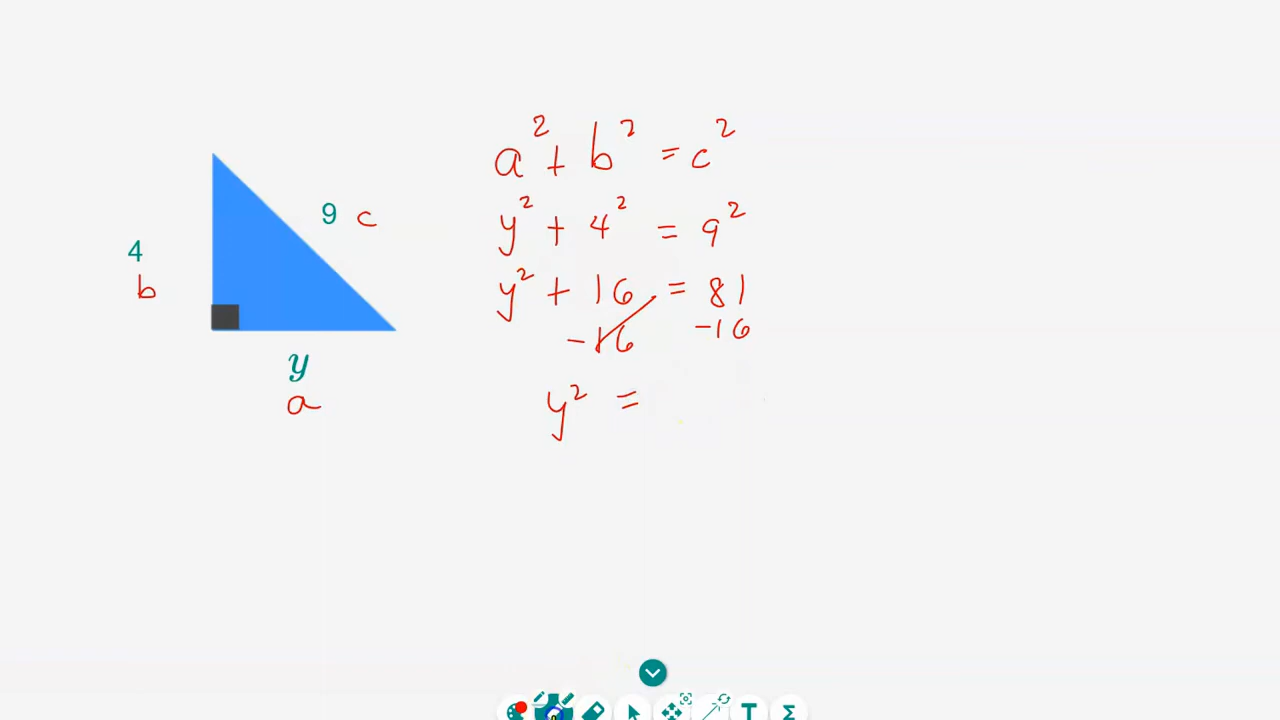 a² + b² = c²
y² + 4² = 9²
9 c
4
b
y² + 16 = 81
-16 -16
y
a
y² =
T
Σ